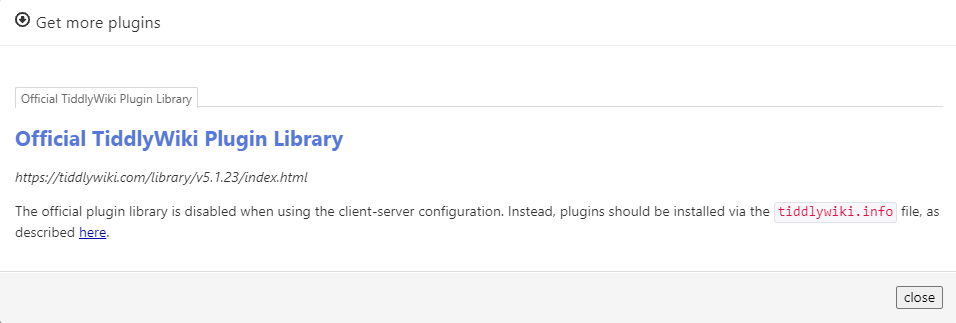 Get more plugins
Official TiddlyWiki Plugin Library
Official TiddlyWiki Plugin Library
https://tiddlywiki.com/library/v5.1.23/index.html
The official plugin library is disabled when using the client-server configuration. Instead, plugins should be installed via the tiddlywiki.info file, as
described here.
close